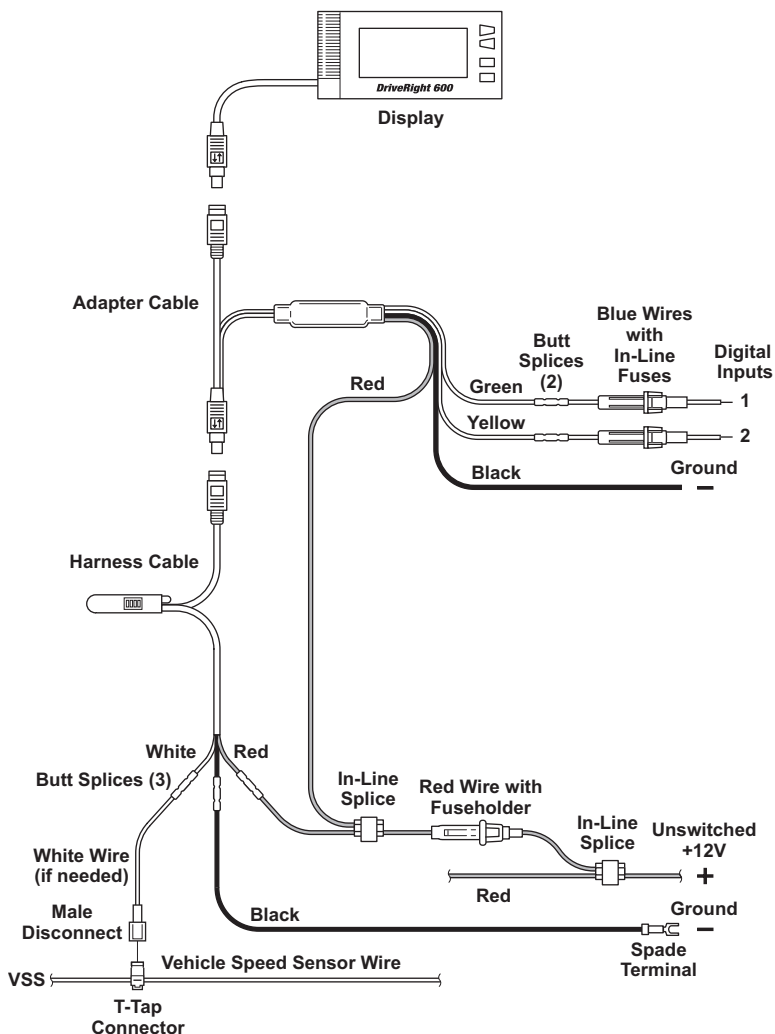 DriveRight 600
Display
Adapter Cable
Red
Green
Yellow
Black
Butt
Splices
(2)
Blue Wires
with
In-Line
Fuses
Digital
Inputs
1
2
Ground
–
Harness Cable
White
Red
Butt Splices (3)
In-Line
Splice
Red Wire with
Fuseholder
In-Line
Splice
Unswitched
+12V
+
White Wire
(if needed)
Red
Male
Disconnect
Black
Ground
–
Spade
Terminal
VSS
Vehicle Speed Sensor Wire
T-Tap
Connector